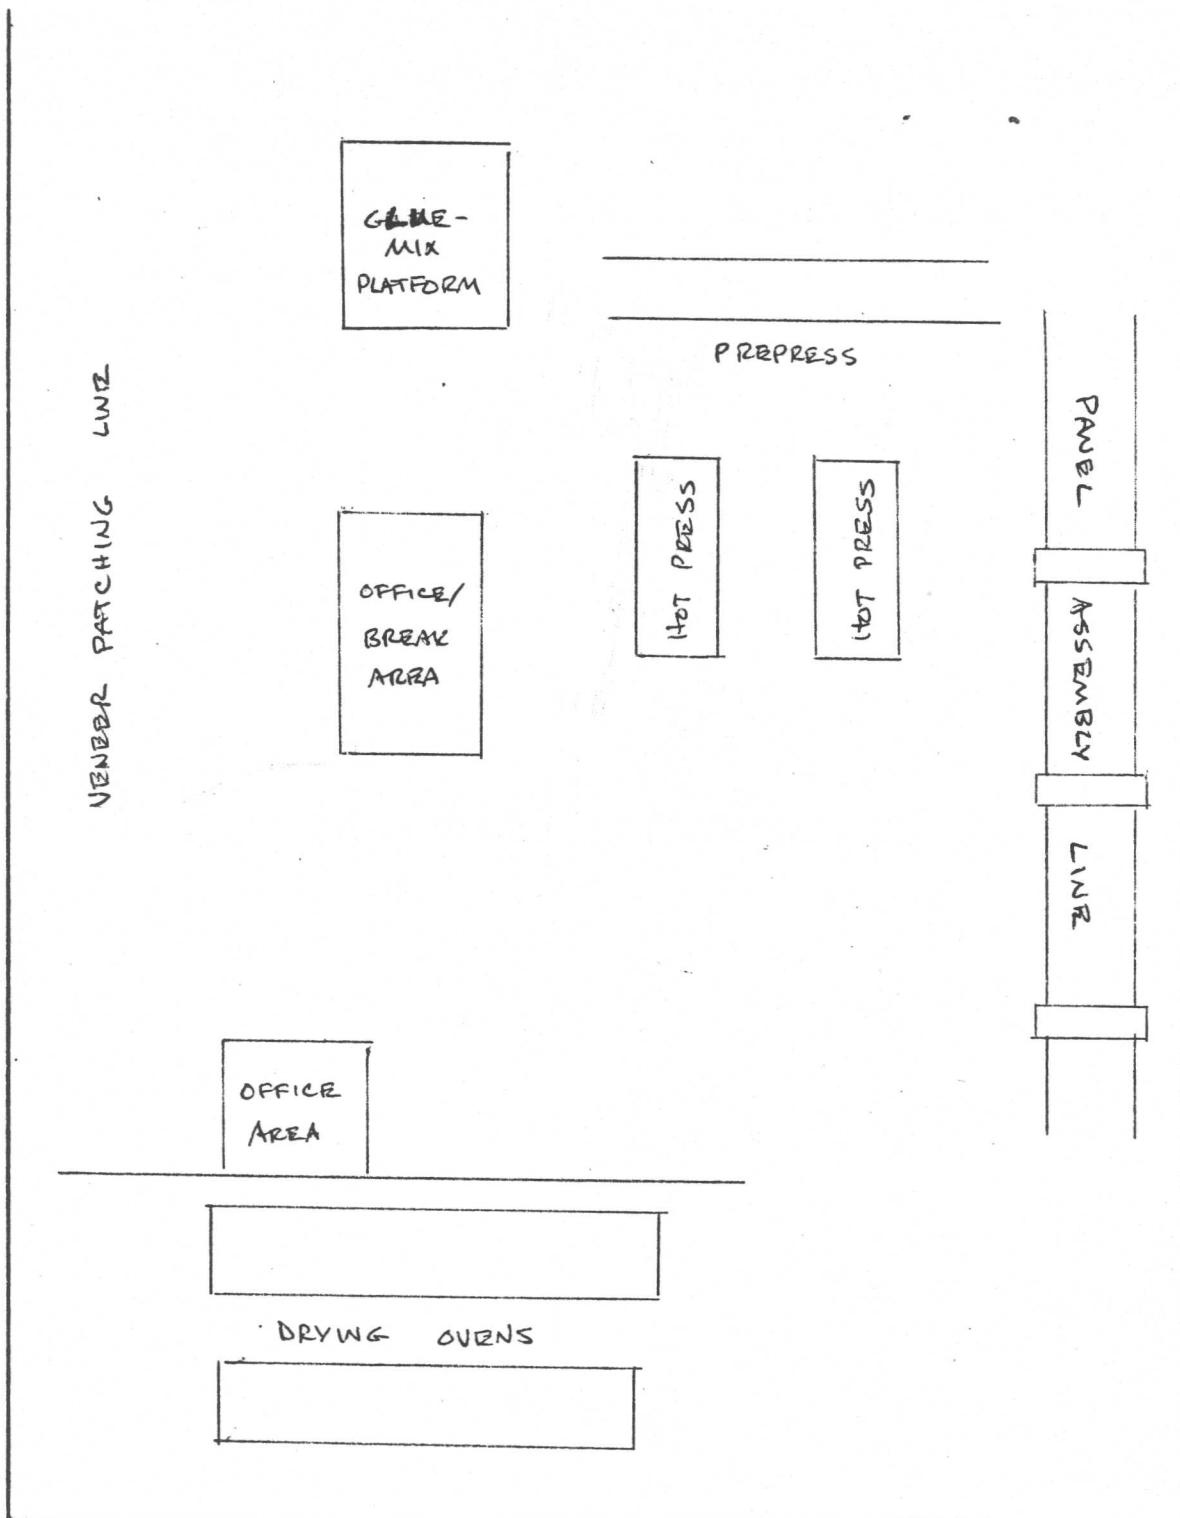 GLUE-
MIX
PLATFORM
PREPRESS
VENEER PATCHING LINE
PANEL ASSEMBLY LINE
HOT PRESS
HOT PRESS
OFFICE/
BREAK
AREA
OFFICE
AREA
DRYING OVENS